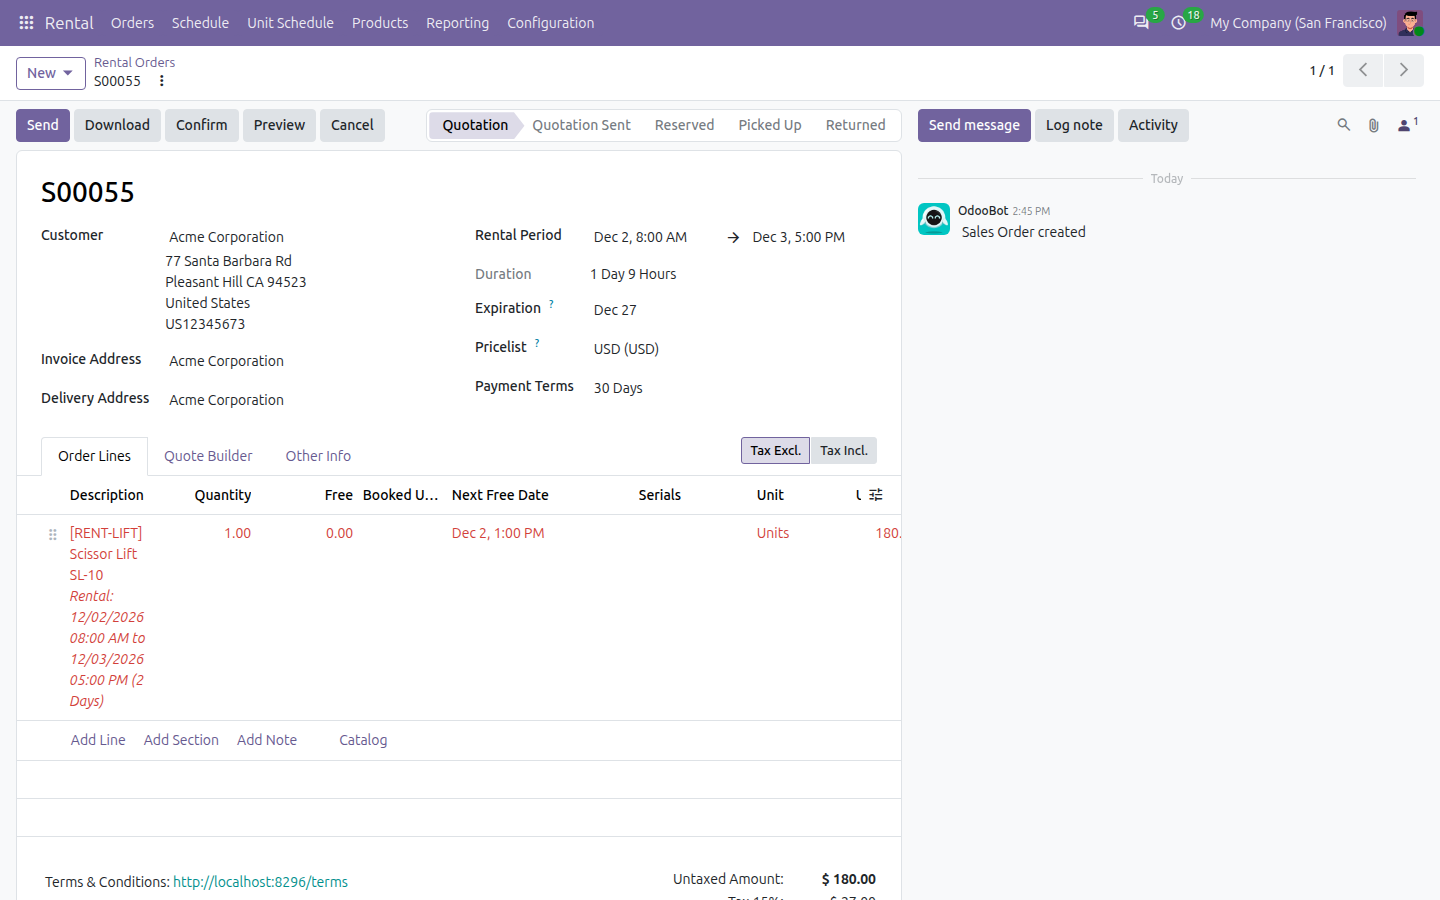 Rental Orders Schedule Unit Schedule Products Reporting Configuration 5 18 My Company (San Francisco)
New Rental Orders
S00055
1 / 1
Send Download Confirm Preview Cancel Quotation Quotation Sent Reserved Picked Up Returned Send message Log note Activity 1
S00055
Customer Acme Corporation
77 Santa Barbara Rd
Pleasant Hill CA 94523
United States
US12345673
Invoice Address Acme Corporation
Delivery Address Acme Corporation
Rental Period Dec 2, 8:00 AM → Dec 3, 5:00 PM
Duration 1 Day 9 Hours
Expiration ? Dec 27
Pricelist ? USD (USD)
Payment Terms 30 Days
Today
OdooBot 2:45 PM
Sales Order created
Order Lines Quote Builder Other Info Tax Excl. Tax Incl.
Description Quantity Free Booked U... Next Free Date Serials Unit
[RENT-LIFT] 1.00 0.00 Dec 2, 1:00 PM Units 180.
Scissor Lift
SL-10
Rental:
12/02/2026
08:00 AM to
12/03/2026
05:00 PM (2
Days)
Add Line Add Section Add Note Catalog
Terms & Conditions: http://localhost:8296/terms
Untaxed Amount: $ 180.00
Tax 15%: $ 27.00